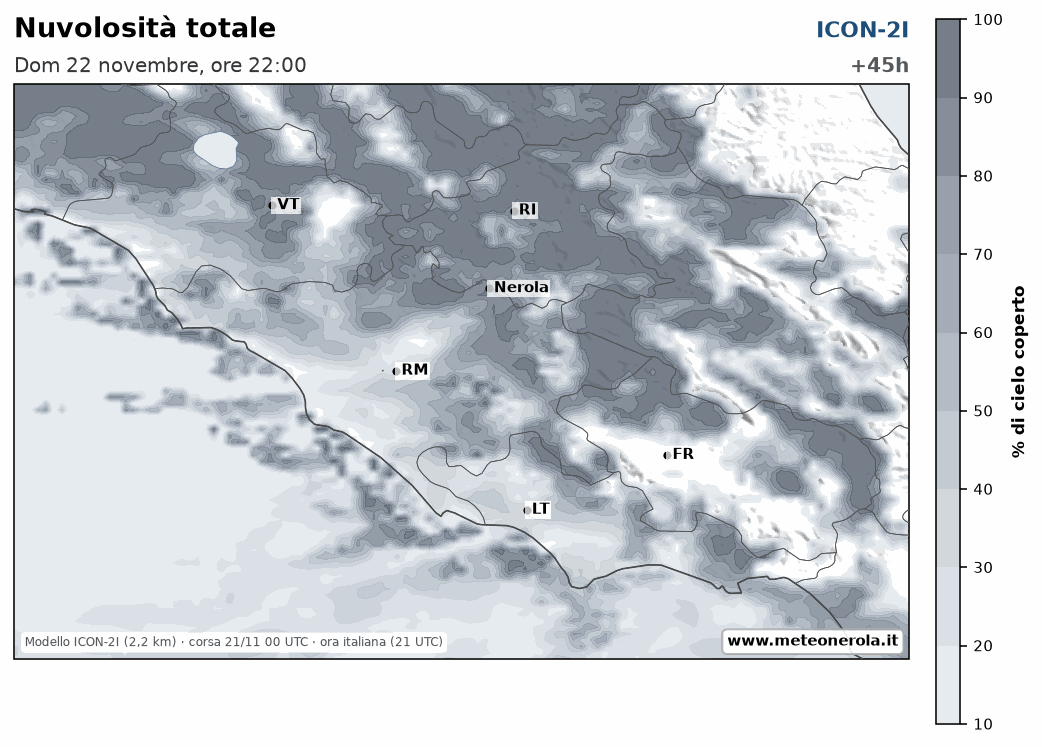 Nuvolosità totale
ICON-2I
Dom 22 novembre, ore 22:00
+45h
VT
RI
Nerola
RM
FR
LT
Modello ICON-2I (2,2 km) · corsa 21/11 00 UTC · ora italiana (21 UTC)
www.meteonerola.it
100
90
80
70
60
50
40
30
20
10
% di cielo coperto